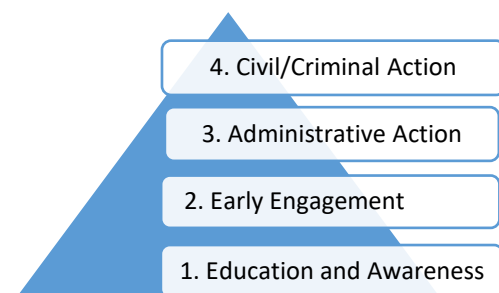 4. Civil/Criminal Action
3. Administrative Action
2. Early Engagement
1. Education and Awareness